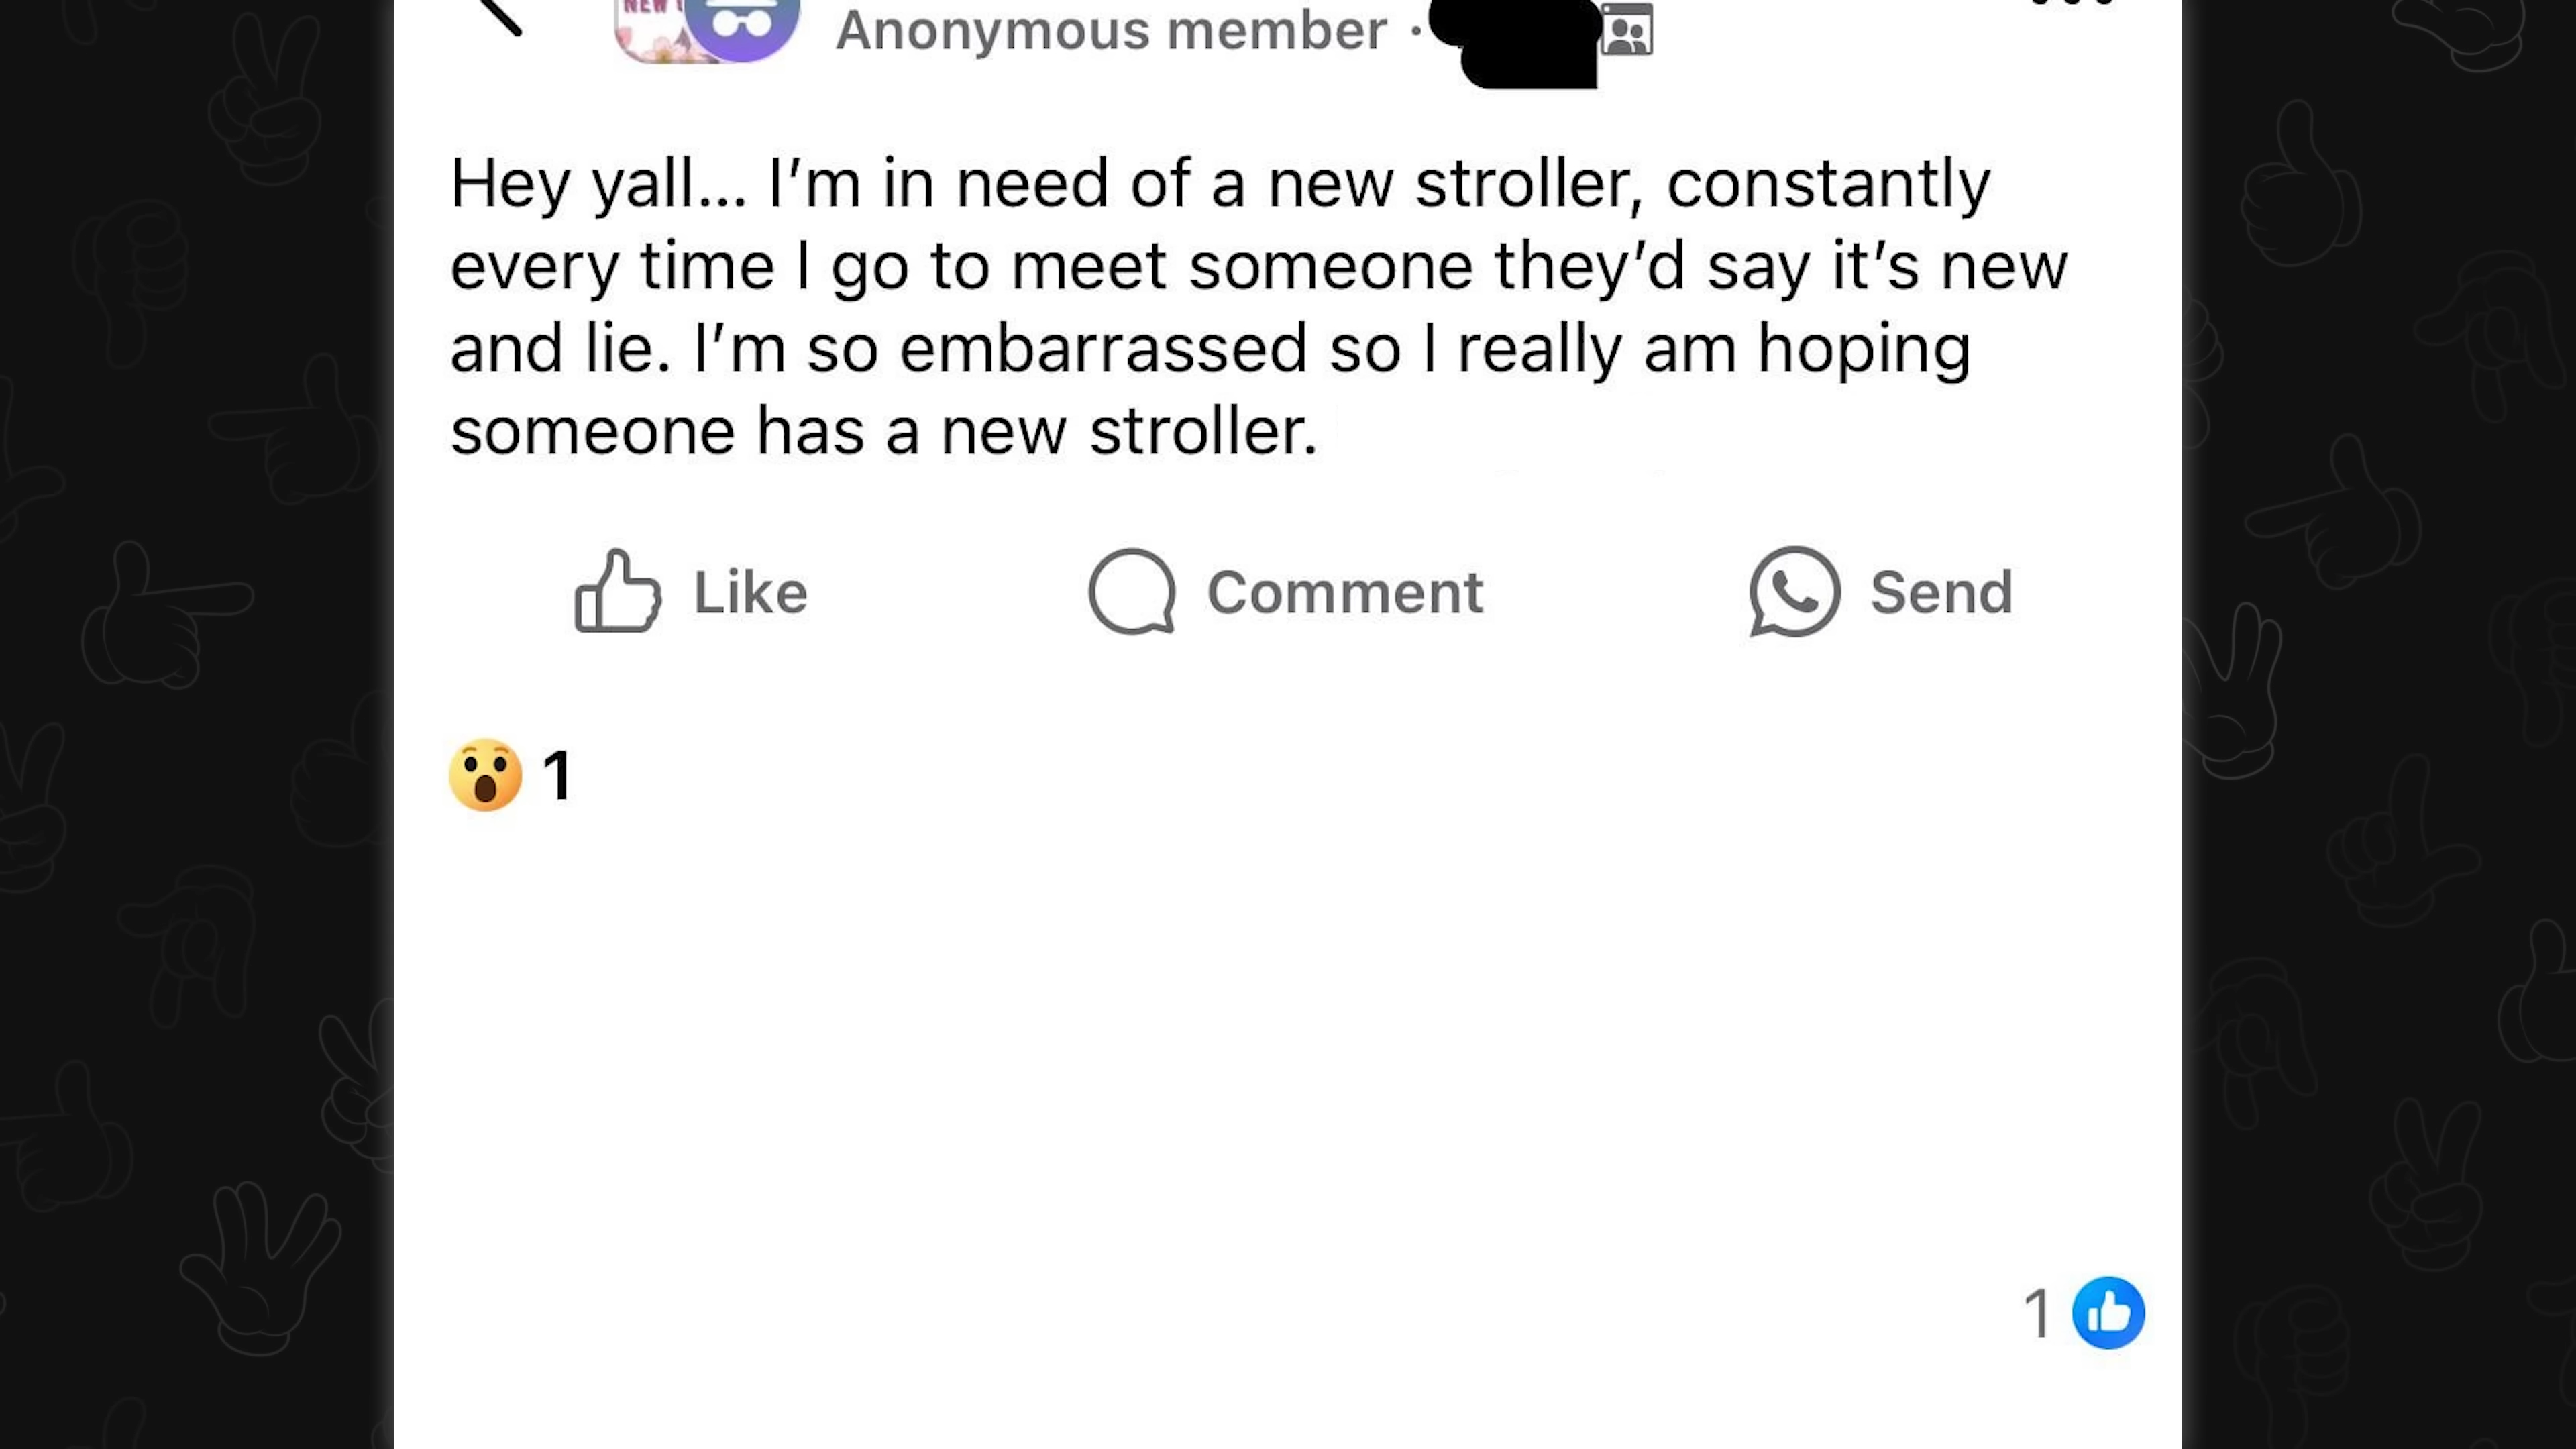 NEW
Anonymous member ·
Hey yall... I'm in need of a new stroller, constantly
every time I go to meet someone they'd say it's new
and lie. I'm so embarrassed so I really am hoping
someone has a new stroller.
Like
Comment
Send
1
1